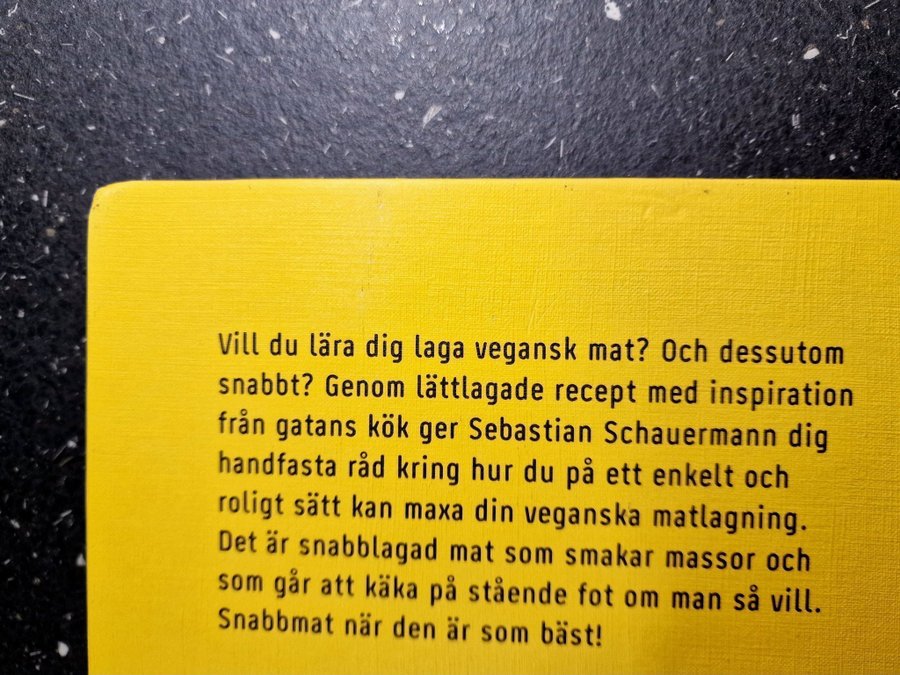 Vill du lära dig laga vegansk mat? Och dessutom
snabbt? Genom lättlagade recept med inspiration
från gatans kök ger Sebastian Schauermann dig
handfasta råd kring hur du på ett enkelt och
roligt sätt kan maxa din veganska matlagning.
Det är snabblagad mat som smakar massor och
som går att käka på stående fot om man så vill.
Snabbmat när den är som bäst!